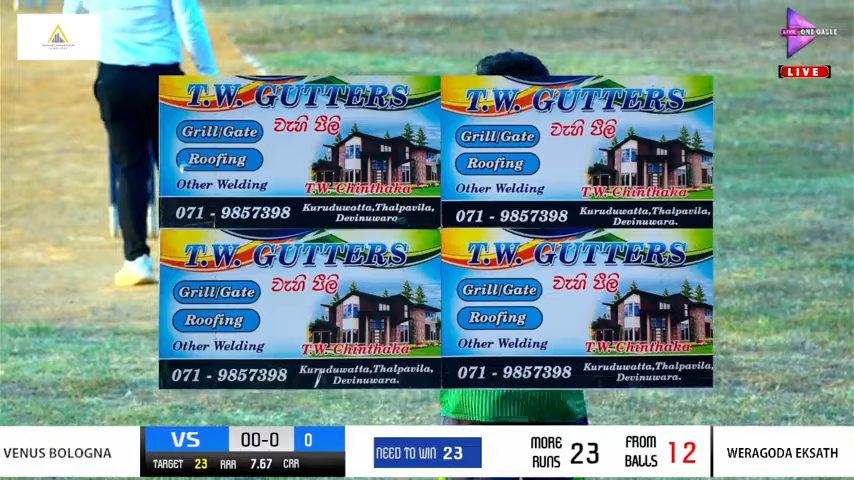 LIVE ONE GALLE
LIVE
T.W. GUTTERS
Grill/Gate
වැහි පීලි
Roofing
Other Welding
T.W. Chinthaka
071 - 9857398
Kuruduwatta,Thalpavila,
Devinuwara.
T.W. GUTTERS
Grill/Gate
වැහි පීලි
Roofing
Other Welding
T.W. Chinthaka
071 - 9857398
Kuruduwatta,Thalpavila,
Devinuwara.
T.W. GUTTERS
Grill/Gate
වැහි පීලි
Roofing
Other Welding
T.W. Chinthaka
071 - 9857398
Kuruduwatta,Thalpavila,
Devinuwara.
T.W. GUTTERS
Grill/Gate
වැහි පීලි
Roofing
Other Welding
T.W. Chinthaka
071 - 9857398
Kuruduwatta,Thalpavila,
Devinuwara.
VENUS BOLOGNA
VS 00-0 0
TARGET 23 RRR 7.67 CRR
NEED TO WIN 23
MORE RUNS 23
FROM BALLS 12
WERAGODA EKSATH